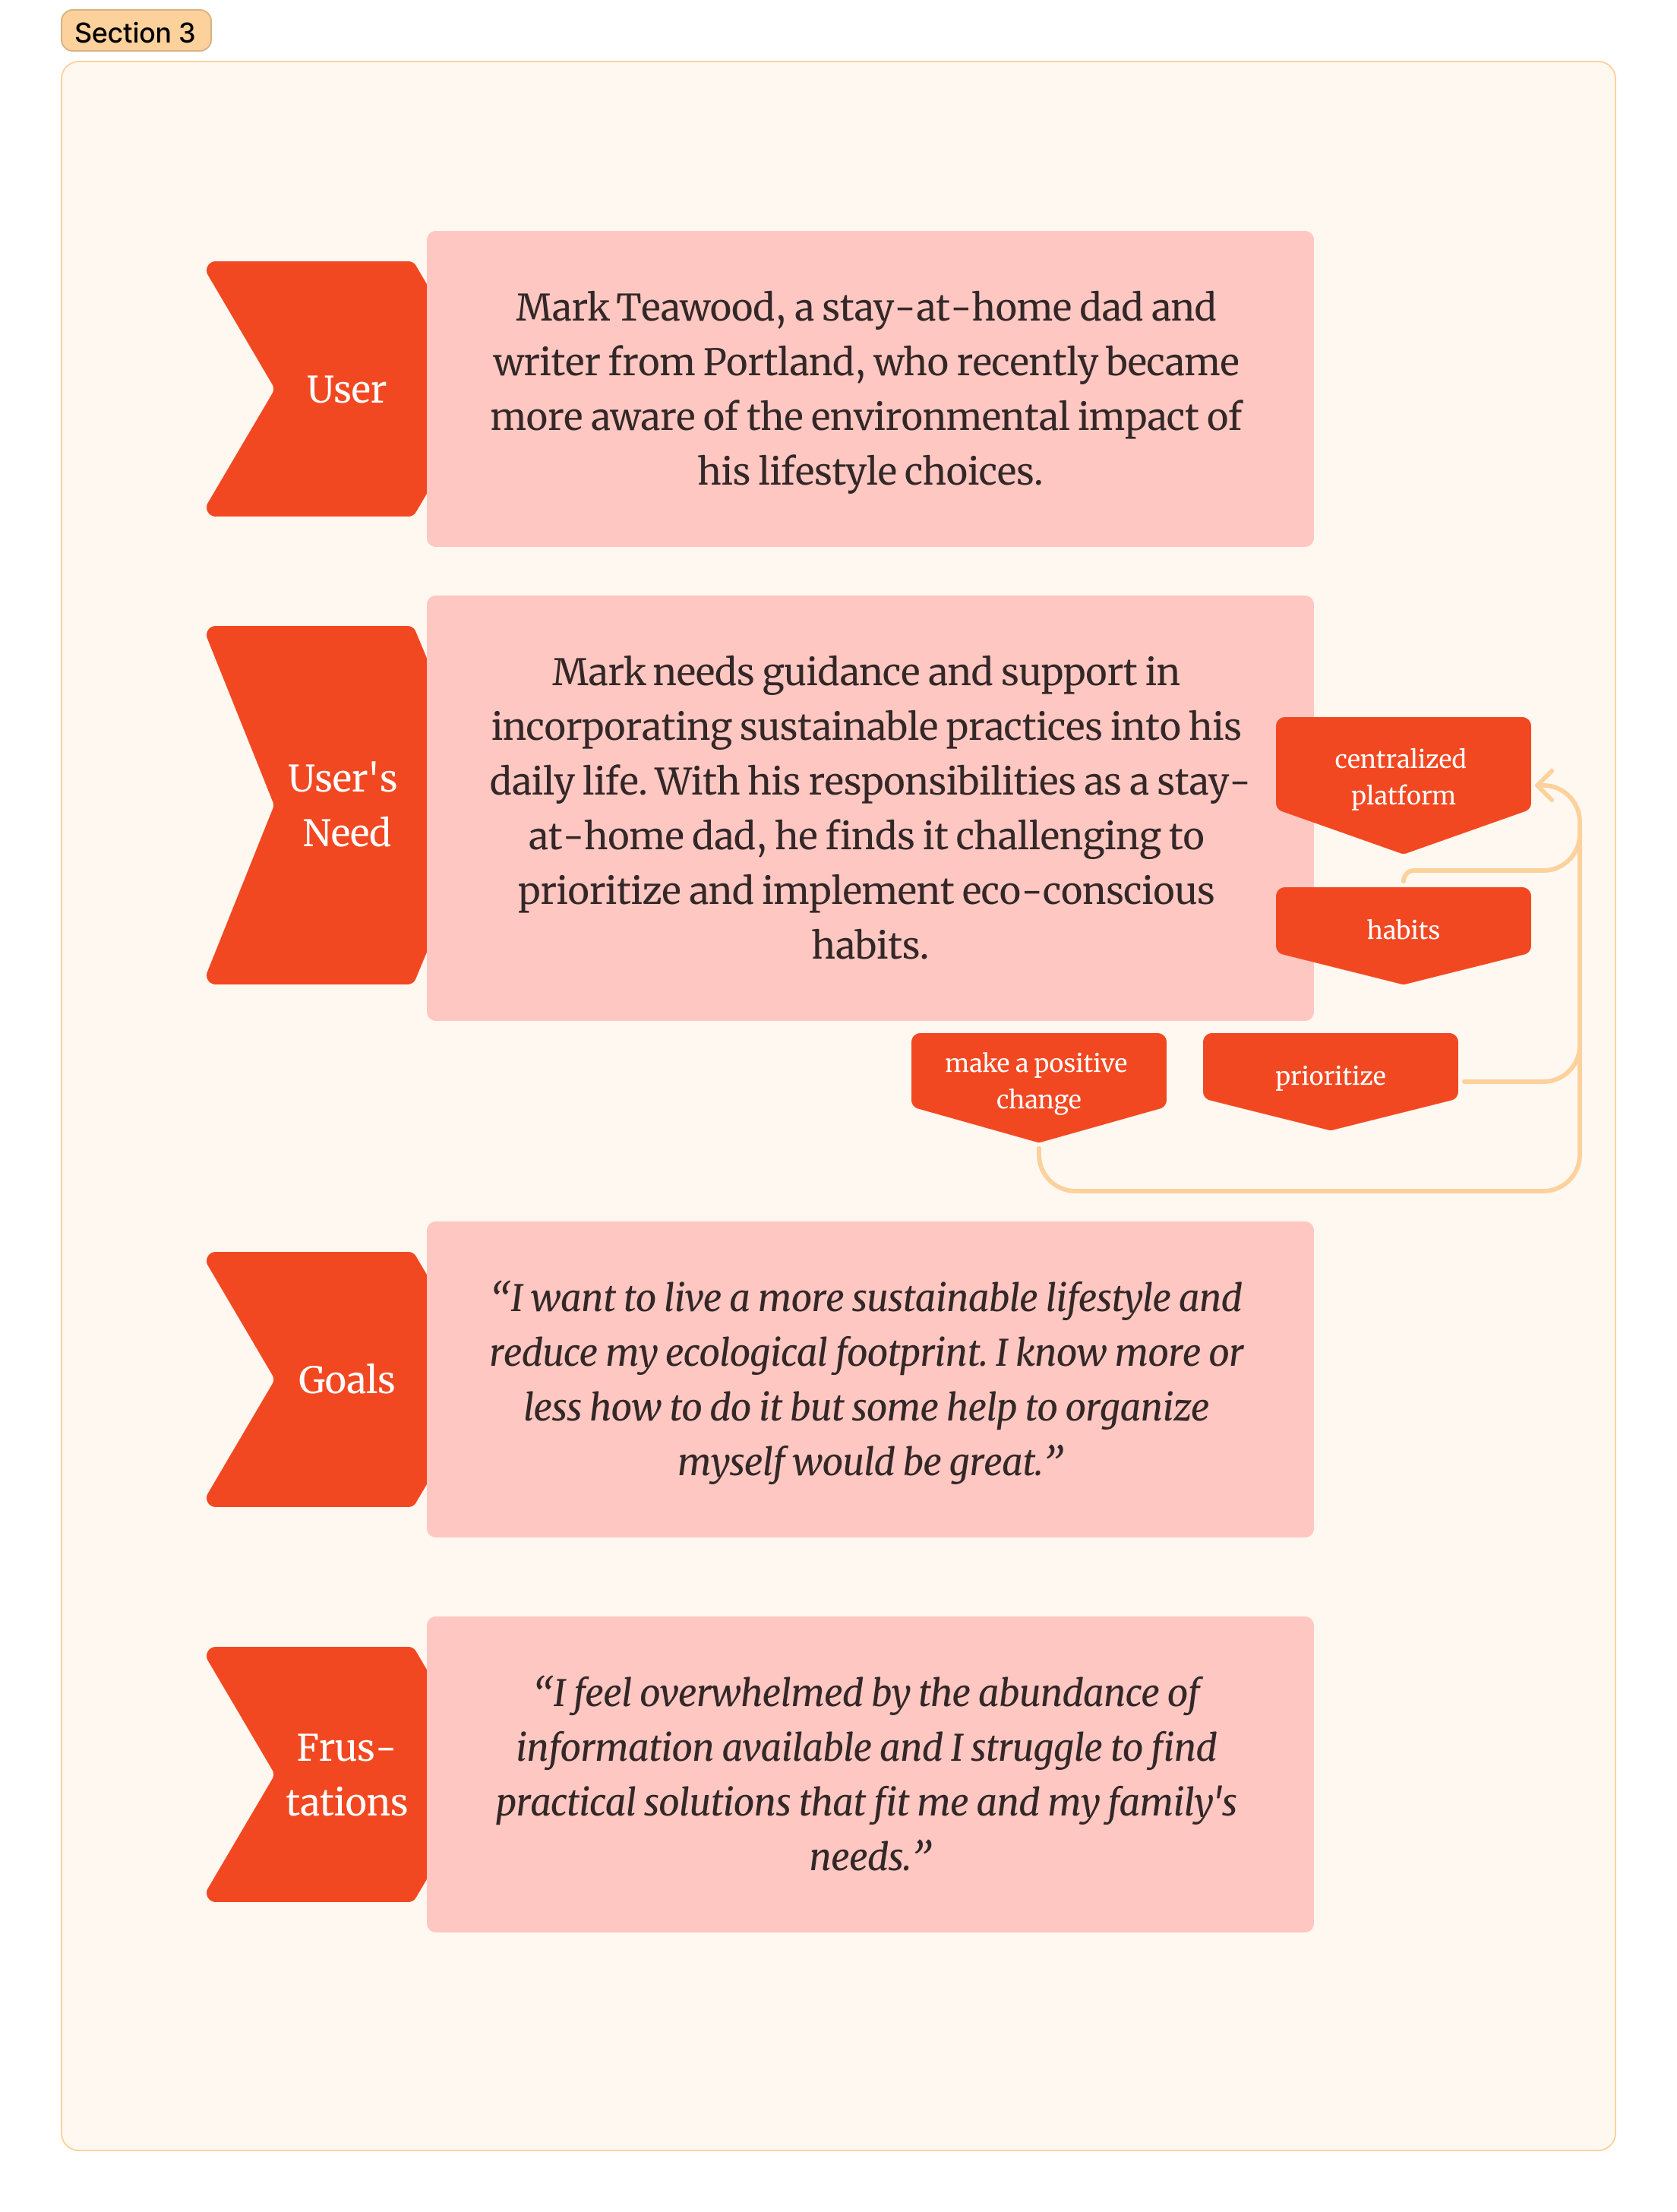 Section 3
User
Mark Teawood, a stay-at-home dad and
writer from Portland, who recently became
more aware of the environmental impact of
his lifestyle choices.
User's
Need
Mark needs guidance and support in
incorporating sustainable practices into his
daily life. With his responsibilities as a stay-
at-home dad, he finds it challenging to
prioritize and implement eco-conscious
habits.
centralized
platform
habits
make a positive
change
prioritize
Goals
“I want to live a more sustainable lifestyle and
reduce my ecological footprint. I know more or
less how to do it but some help to organize
myself would be great.”
Frus-
tations
“I feel overwhelmed by the abundance of
information available and I struggle to find
practical solutions that fit me and my family's
needs.”